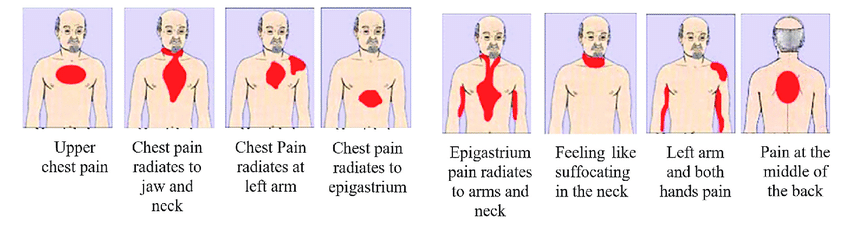 Upper
chest pain
Chest pain
radiates to
jaw and
neck
Chest Pain
radiates at
left arm
Chest pain
radiates to
epigastrium
Epigastrium
pain radiates
to arms and
neck
Feeling like
suffocating
in the neck
Left arm
and both
hands pain
Pain at the
middle of
the back